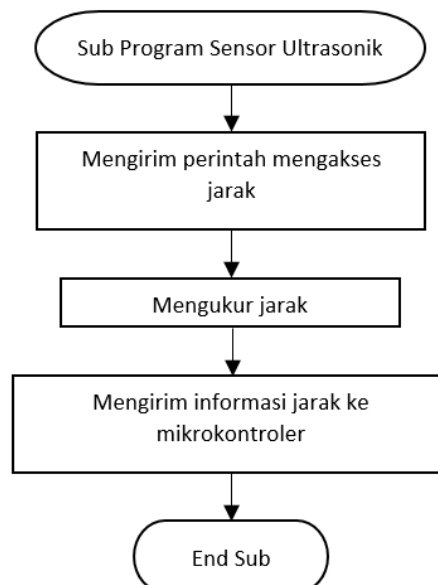 Sub Program Sensor Ultrasonik
Mengirim perintah mengakses
jarak
Mengukur jarak
Mengirim informasi jarak ke
mikrokontroler
End Sub